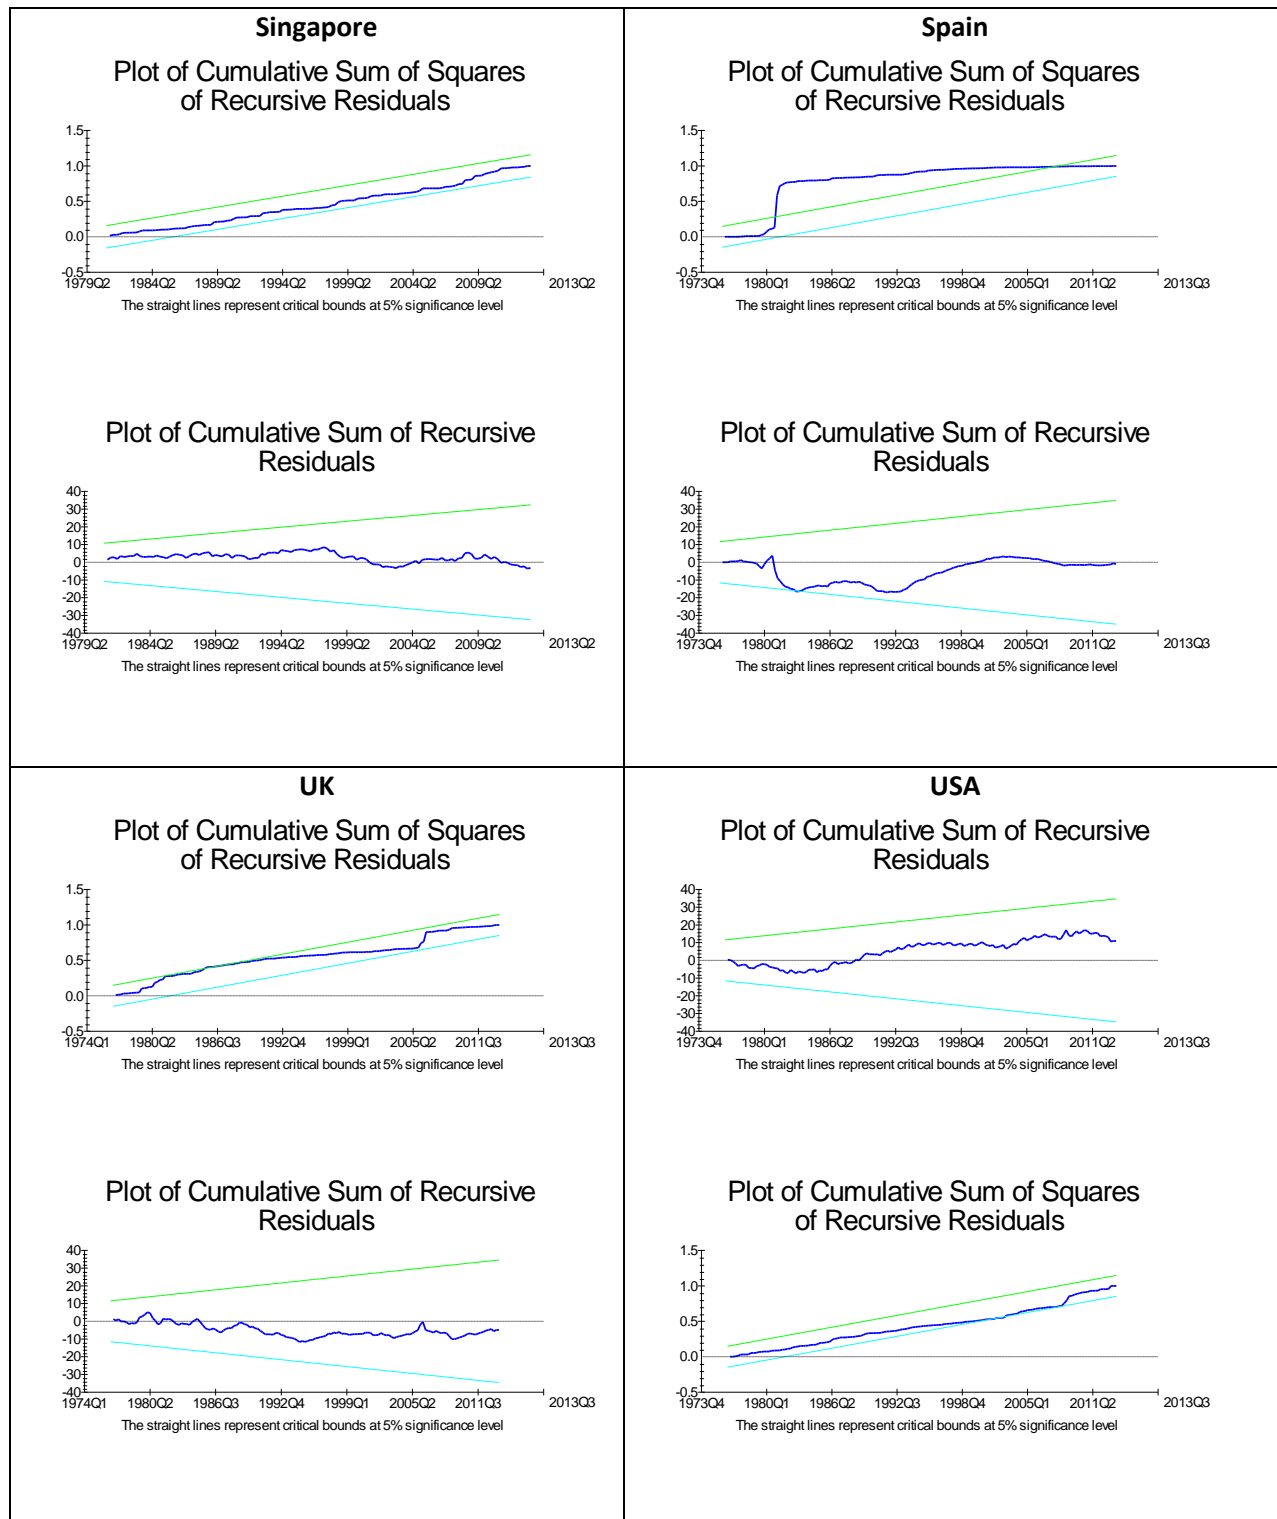 Singapore
Plot of Cumulative Sum of Squares
of Recursive Residuals
1.5
1.0
0.5
0.0
-0.5
1979Q2 1984Q2 1989Q2 1994Q2 1999Q2 2004Q2 2009Q2 2013Q2
The straight lines represent critical bounds at 5% significance level
Plot of Cumulative Sum of Recursive
Residuals
40
30
20
10
0
-10
-20
-30
-40
1979Q2 1984Q2 1989Q2 1994Q2 1999Q2 2004Q2 2009Q2 2013Q2
The straight lines represent critical bounds at 5% significance level
Spain
Plot of Cumulative Sum of Squares
of Recursive Residuals
1.5
1.0
0.5
0.0
-0.5
1973Q4 1980Q1 1986Q2 1992Q3 1998Q4 2005Q1 2011Q2 2013Q3
The straight lines represent critical bounds at 5% significance level
Plot of Cumulative Sum of Recursive
Residuals
40
30
20
10
0
-10
-20
-30
-40
1973Q4 1980Q1 1986Q2 1992Q3 1998Q4 2005Q1 2011Q2 2013Q3
The straight lines represent critical bounds at 5% significance level
UK
Plot of Cumulative Sum of Squares
of Recursive Residuals
1.5
1.0
0.5
0.0
-0.5
1974Q1 1980Q2 1986Q3 1992Q4 1999Q1 2005Q2 2011Q3 2013Q3
The straight lines represent critical bounds at 5% significance level
Plot of Cumulative Sum of Recursive
Residuals
40
30
20
10
0
-10
-20
-30
-40
1974Q1 1980Q2 1986Q3 1992Q4 1999Q1 2005Q2 2011Q3 2013Q3
The straight lines represent critical bounds at 5% significance level
USA
Plot of Cumulative Sum of Recursive
Residuals
40
30
20
10
0
-10
-20
-30
-40
1973Q4 1980Q1 1986Q2 1992Q3 1998Q4 2005Q1 2011Q2 2013Q3
The straight lines represent critical bounds at 5% significance level
Plot of Cumulative Sum of Squares
of Recursive Residuals
1.5
1.0
0.5
0.0
-0.5
1973Q4 1980Q1 1986Q2 1992Q3 1998Q4 2005Q1 2011Q2 2013Q3
The straight lines represent critical bounds at 5% significance level